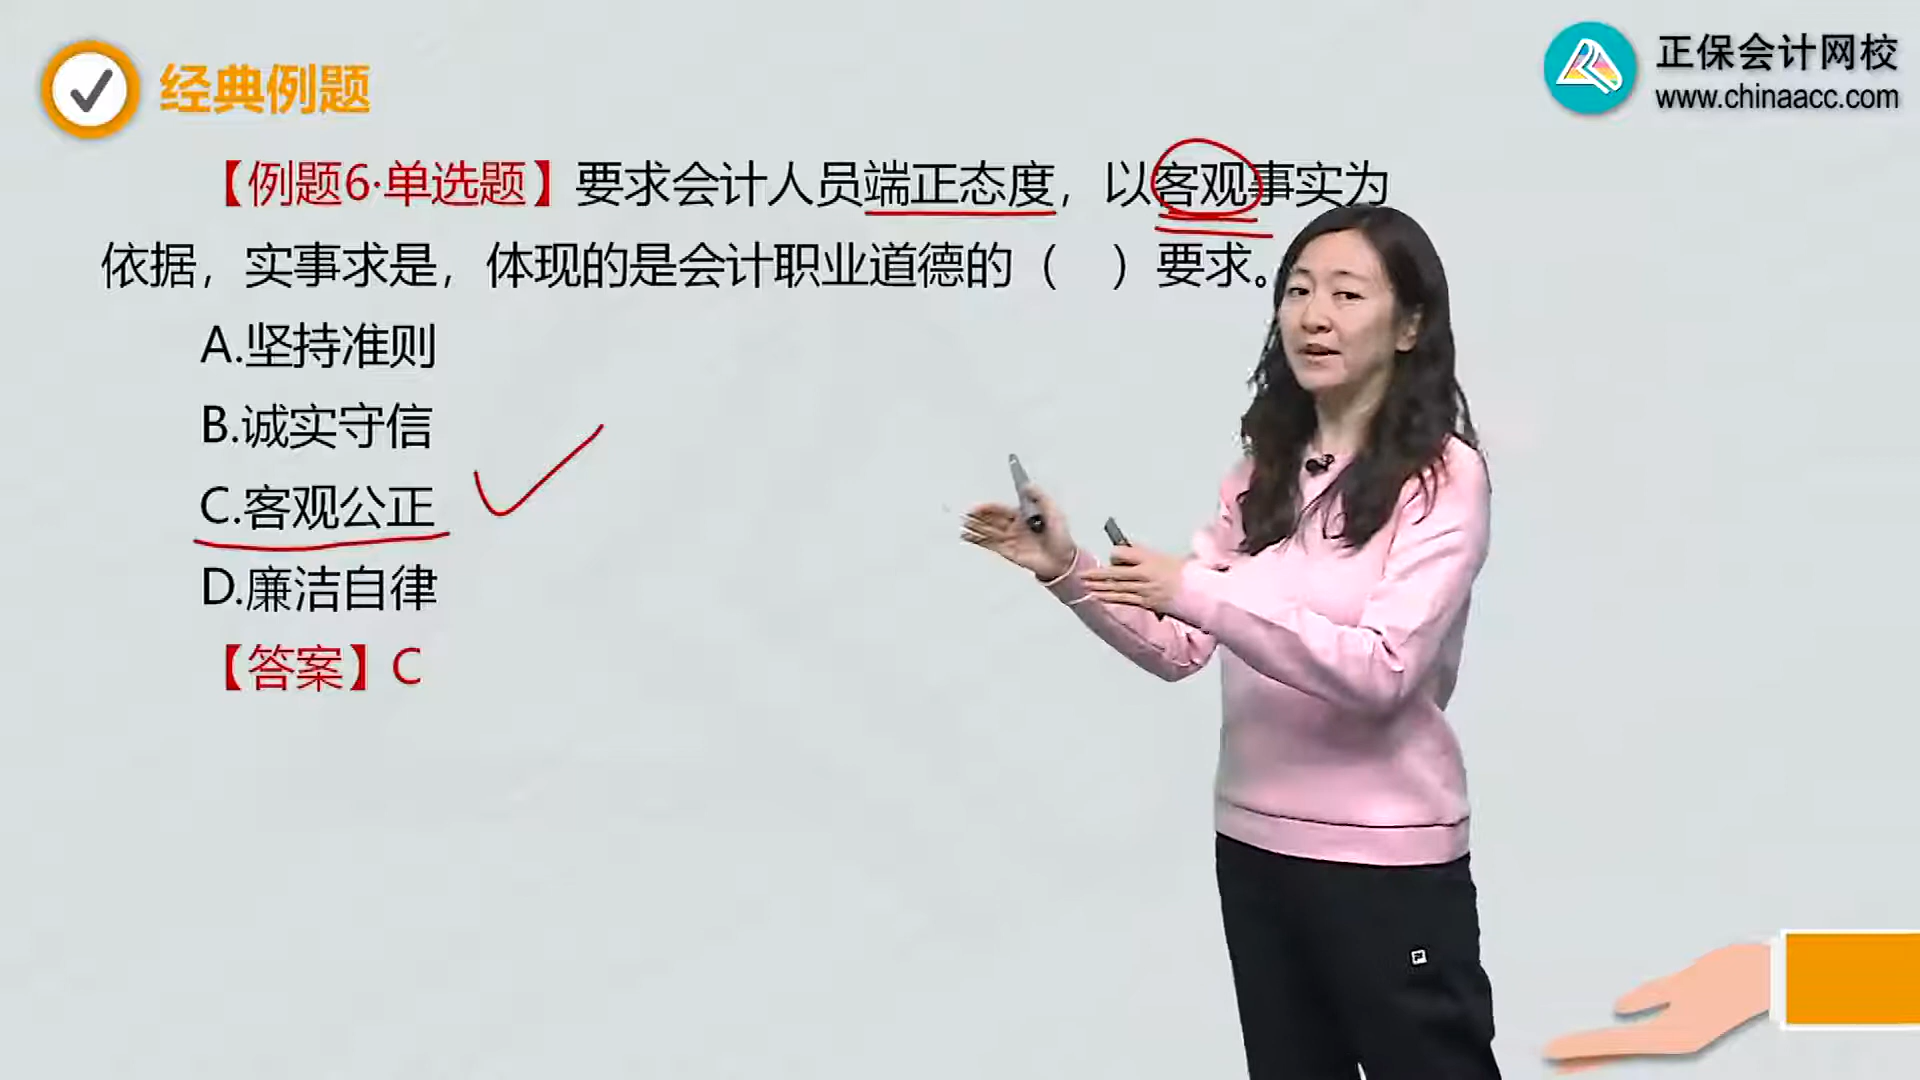 经典例题
正保会计网校
www.chinaacc.com
【例题6·单选题】要求会计人员端正态度，以客观事实为
依据，实事求是，体现的是会计职业道德的（　）要求。
A.坚持准则
B.诚实守信
C.客观公正
D.廉洁自律
【答案】C